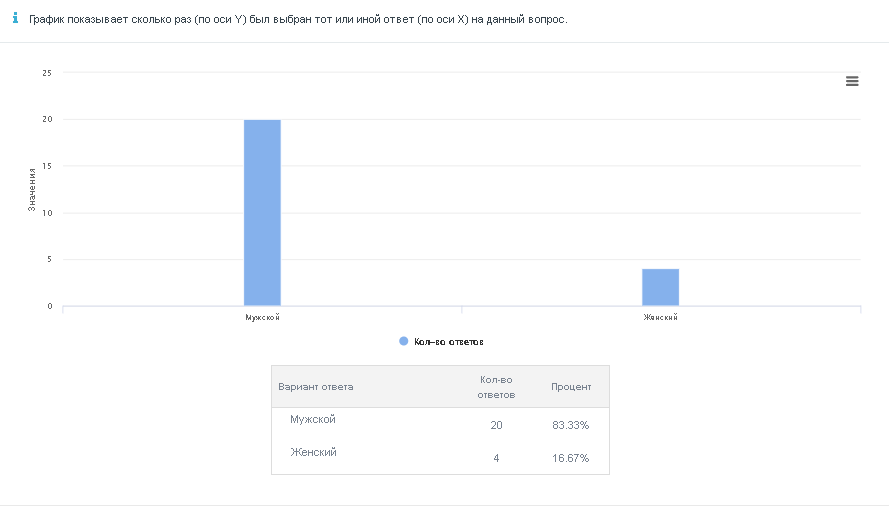 График показывает сколько раз (по оси Y) был выбран тот или иной ответ (по оси X) на данный вопрос.
25
20
15
10
5
0
Значения
Мужской Женский
Кол-во ответов
Вариант ответа Кол-во ответов Процент
Мужской 20 83.33%
Женский 4 16.67%